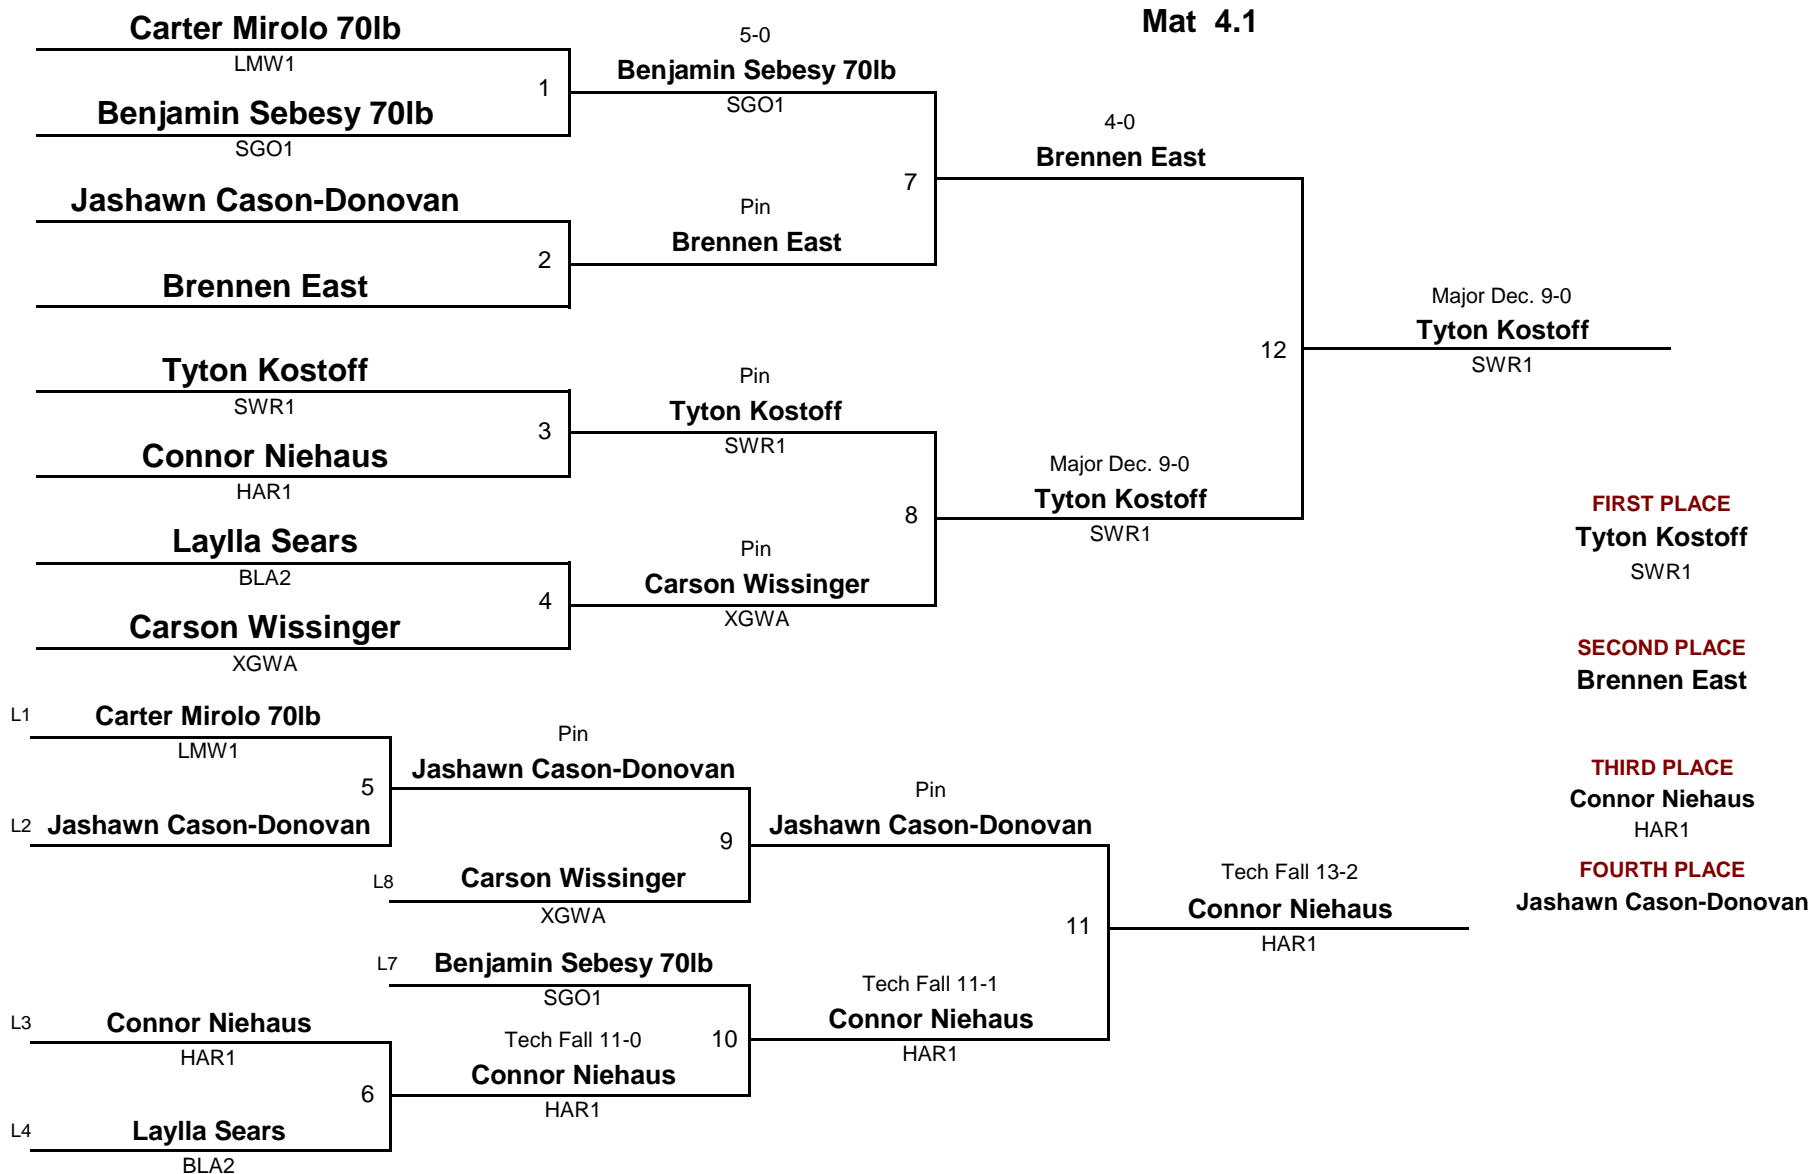 Mat 4.1
Carter Mirolo 70lb
LMW1
1
Benjamin Sebesy 70lb
SGO1
5-0
Benjamin Sebesy 70lb
SGO1
Jashawn Cason-Donovan
2
Brennen East
Pin
Brennen East
7
4-0
Brennen East
Tyton Kostoff
SWR1
3
Connor Niehaus
HAR1
Pin
Tyton Kostoff
SWR1
Laylla Sears
BLA2
4
Carson Wissinger
XGWA
Pin
Carson Wissinger
XGWA
8
Major Dec. 9-0
Tyton Kostoff
SWR1
12
Major Dec. 9-0
Tyton Kostoff
SWR1
FIRST PLACE
Tyton Kostoff
SWR1
SECOND PLACE
Brennen East
THIRD PLACE
Connor Niehaus
HAR1
FOURTH PLACE
Jashawn Cason-Donovan
L1
Carter Mirolo 70lb
LMW1
5
L2
Jashawn Cason-Donovan
Pin
Jashawn Cason-Donovan
9
L8
Carson Wissinger
XGWA
Pin
Jashawn Cason-Donovan
L7
Benjamin Sebesy 70lb
SGO1
L3
Connor Niehaus
HAR1
6
L4
Laylla Sears
BLA2
Tech Fall 11-0
Connor Niehaus
HAR1
10
Tech Fall 11-1
Connor Niehaus
HAR1
11
Tech Fall 13-2
Connor Niehaus
HAR1